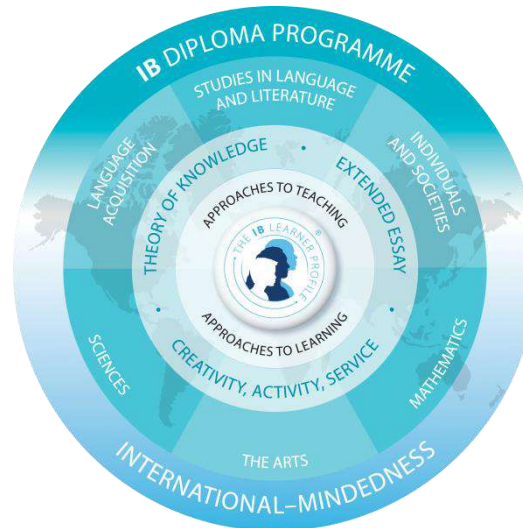 IB DIPLOMA PROGRAMME
STUDIES IN LANGUAGE
AND LITERATURE
LANGUAGE
ACQUISITION
INDIVIDUALS
AND SOCIETIES
THEORY OF KNOWLEDGE •
EXTENDED ESSAY •
APPROACHES TO TEACHING
THE IB LEARNER PROFILE ®
APPROACHES TO LEARNING
• CREATIVITY, ACTIVITY, SERVICE
SCIENCES
MATHEMATICS
THE ARTS
INTERNATIONAL–MINDEDNESS